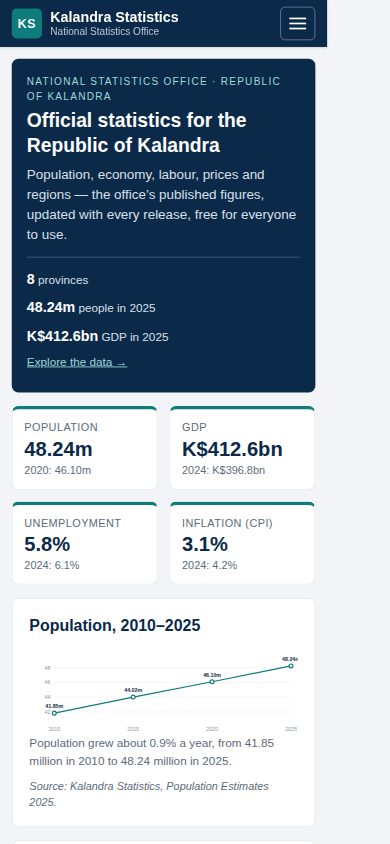 KS
Kalandra Statistics
National Statistics Office
NATIONAL STATISTICS OFFICE · REPUBLIC
OF KALANDRA
Official statistics for the
Republic of Kalandra
Population, economy, labour, prices and
regions — the office's published figures,
updated with every release, free for everyone
to use.
8 provinces
48.24m people in 2025
K$412.6bn GDP in 2025
Explore the data →
POPULATION
48.24m
2020: 46.10m
GDP
K$412.6bn
2024: K$396.8bn
UNEMPLOYMENT
5.8%
2024: 6.1%
INFLATION (CPI)
3.1%
2024: 4.2%
Population, 2010–2025
48
46
44
42
41.85m
44.02m
46.10m
48.24m
2010
2015
2020
2025
Population grew about 0.9% a year, from 41.85
million in 2010 to 48.24 million in 2025.
Source: Kalandra Statistics, Population Estimates
2025.